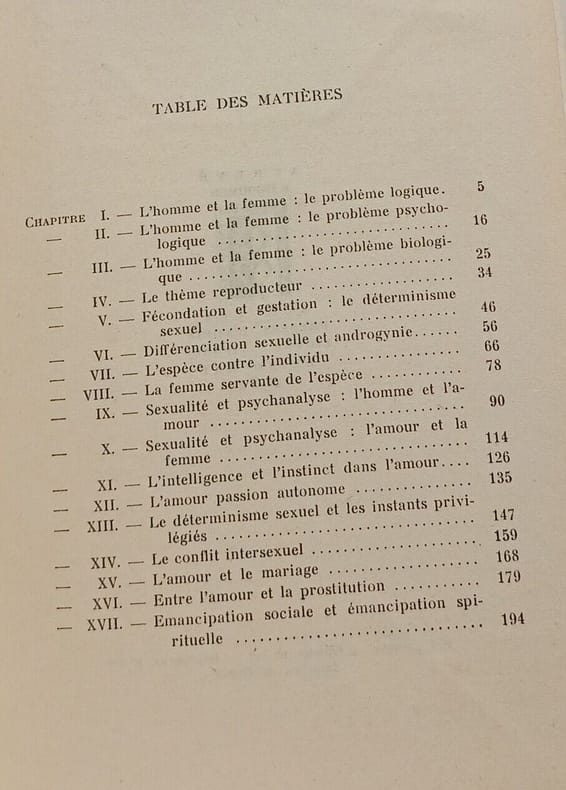 TABLE DES MATIÈRES
CHAPITRE I. — L'homme et la femme : le problème logique. 5
— II. — L'homme et la femme : le problème psycho-
logique .......................... 16
— III. — L'homme et la femme : le problème biologi-
que .............................. 25
— IV. — Le thème reproducteur ................ 34
— V. — Fécondation et gestation : le déterminisme
sexuel ........................... 46
— VI. — Différenciation sexuelle et androgynie...... 56
— VII. — L'espèce contre l'individu .............. 66
— VIII. — La femme servante de l'espèce ............ 78
— IX. — Sexualité et psychanalyse : l'homme et l'a-
mour ............................. 90
— X. — Sexualité et psychanalyse : l'amour et la
femme ............................ 114
— XI. — L'intelligence et l'instinct dans l'amour.... 126
— XII. — L'amour passion autonome .............. 135
— XIII. — Le déterminisme sexuel et les instants privi-
légiés ........................... 147
— XIV. — Le conflit intersexuel .................. 159
— XV. — L'amour et le mariage ................. 168
— XVI. — Entre l'amour et la prostitution .......... 179
— XVII. — Emancipation sociale et émancipation spi-
rituelle .......................... 194